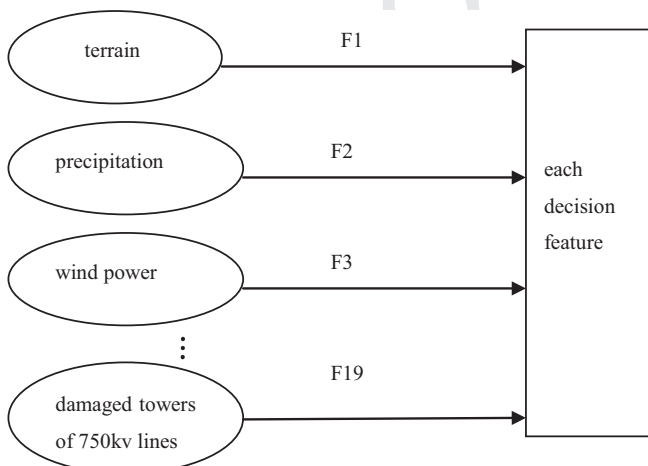 terrain
F1
precipitation
F2
wind power
F3
each
decision
feature
F19
damaged towers
of 750kv lines